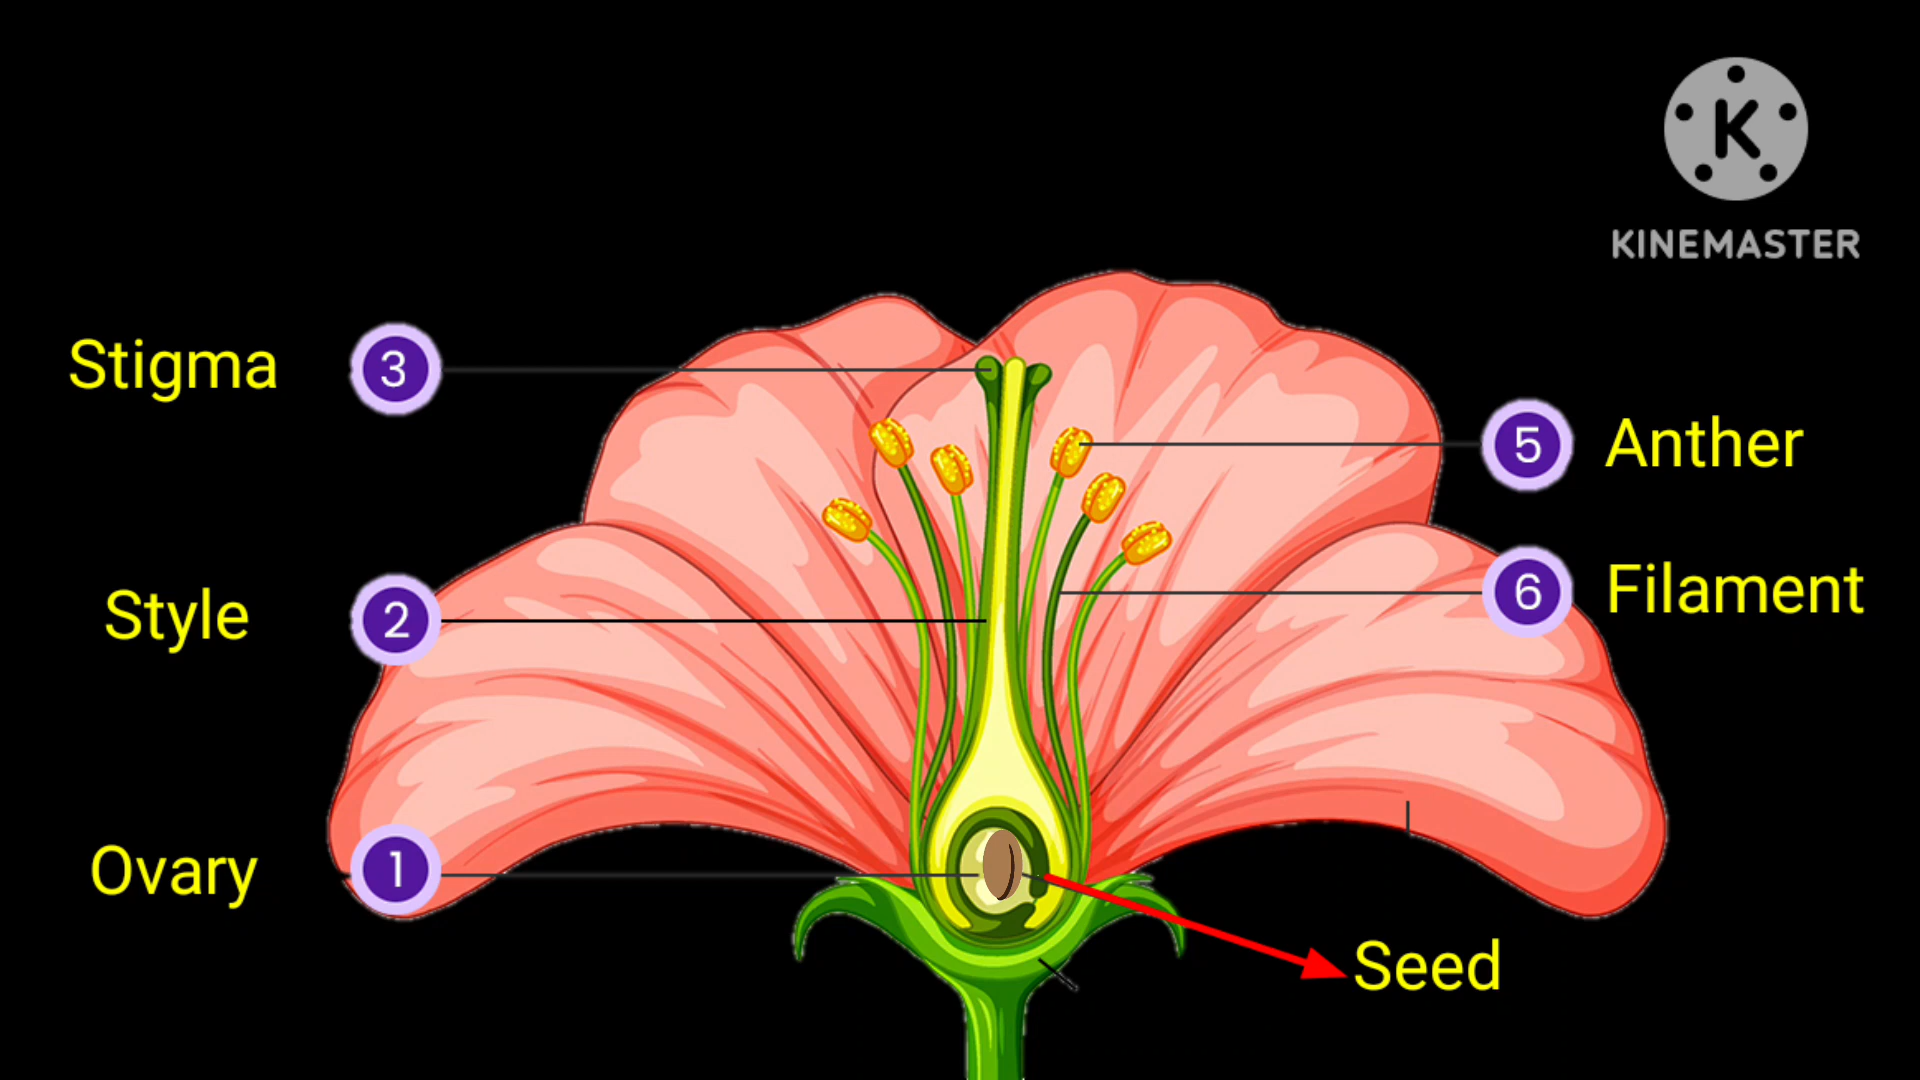 K
KINEMASTER
Stigma 3
5 Anther
6 Filament
Style 2
Ovary 1
Seed